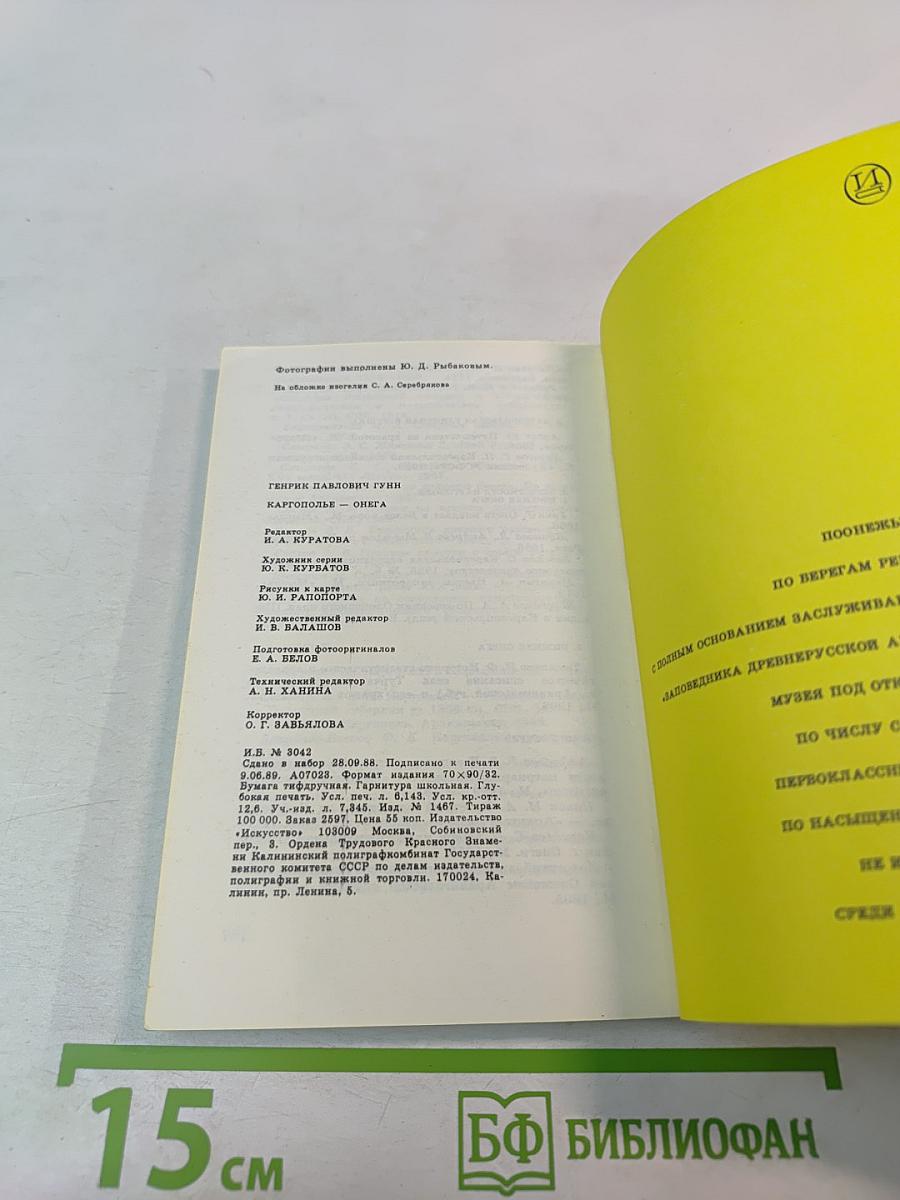 Фотографии выполнены Ю. Д. Рыбаковым.
На обложке изогелия С. А. Серебрякова
ГЕНРИК ПАВЛОВИЧ ГУНН
КАРГОПОЛЬЕ — ОНЕГА
Редактор
И. А. КУРАТОВА
Художник серии
Ю. К. КУРБАТОВ
Рисунки к карте
Ю. И. РАПОПОРТА
Художественный редактор
И. В. БАЛАШОВ
Подготовка фотооригиналов
Е. А. БЕЛОВ
Технический редактор
А. Н. ХАНИНА
Корректор
О. Г. ЗАВЬЯЛОВА
И.Б. № 3042
Сдано в набор 28.09.88. Подписано к печати
9.06.89. А07023. Формат издания 70×90/32.
Бумага тифдручная. Гарнитура школьная. Глу-
бокая печать. Усл. печ. л. 6,143. Усл. кр.-отт.
12,6. Уч.-изд. л. 7,345. Изд. № 1467. Тираж
100 000. Заказ 2597. Цена 55 коп. Издательство
«Искусство» 103009 Москва, Собиновский
пер., 3. Ордена Трудового Красного Знаме-
ни Калининский полиграфкомбинат Государст-
венного комитета СССР по делам издательств,
полиграфии и книжной торговли. 170024, Ка-
линин, пр. Ленина, 5.
И
ПООНЕЖЬ
ПО БЕРЕГАМ РЕ
С ПОЛНЫМ ОСНОВАНИЕМ ЗАСЛУЖИВА
«ЗАПОВЕДНИКА ДРЕВНЕРУССКОЙ А
МУЗЕЯ ПОД ОТК
ПО ЧИСЛУ С
ПЕРВОКЛАССН
ПО НАСЫЩЕН
НЕ И
СРЕДИ
15 см
БФ БИБЛИОФАН